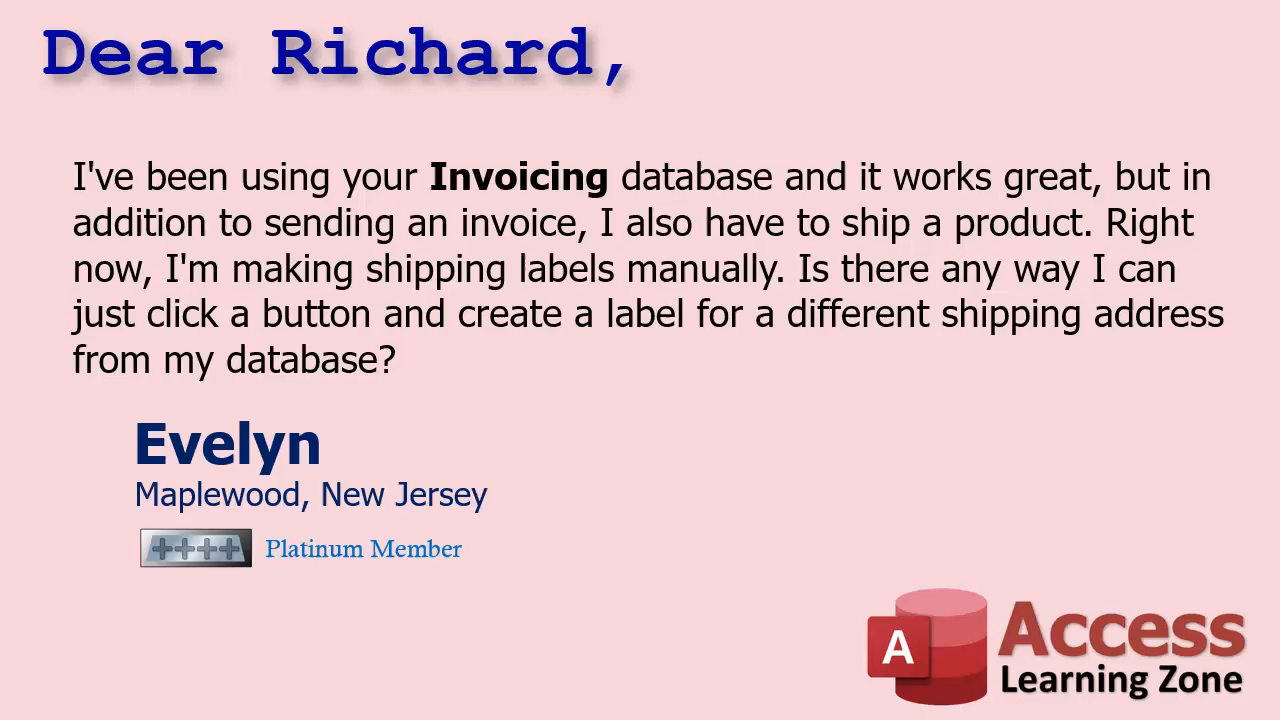 Dear Richard,
I've been using your Invoicing database and it works great, but in
addition to sending an invoice, I also have to ship a product. Right
now, I'm making shipping labels manually. Is there any way I can
just click a button and create a label for a different shipping address
from my database?
Evelyn
Maplewood, New Jersey
++++ Platinum Member
A Access
Learning Zone